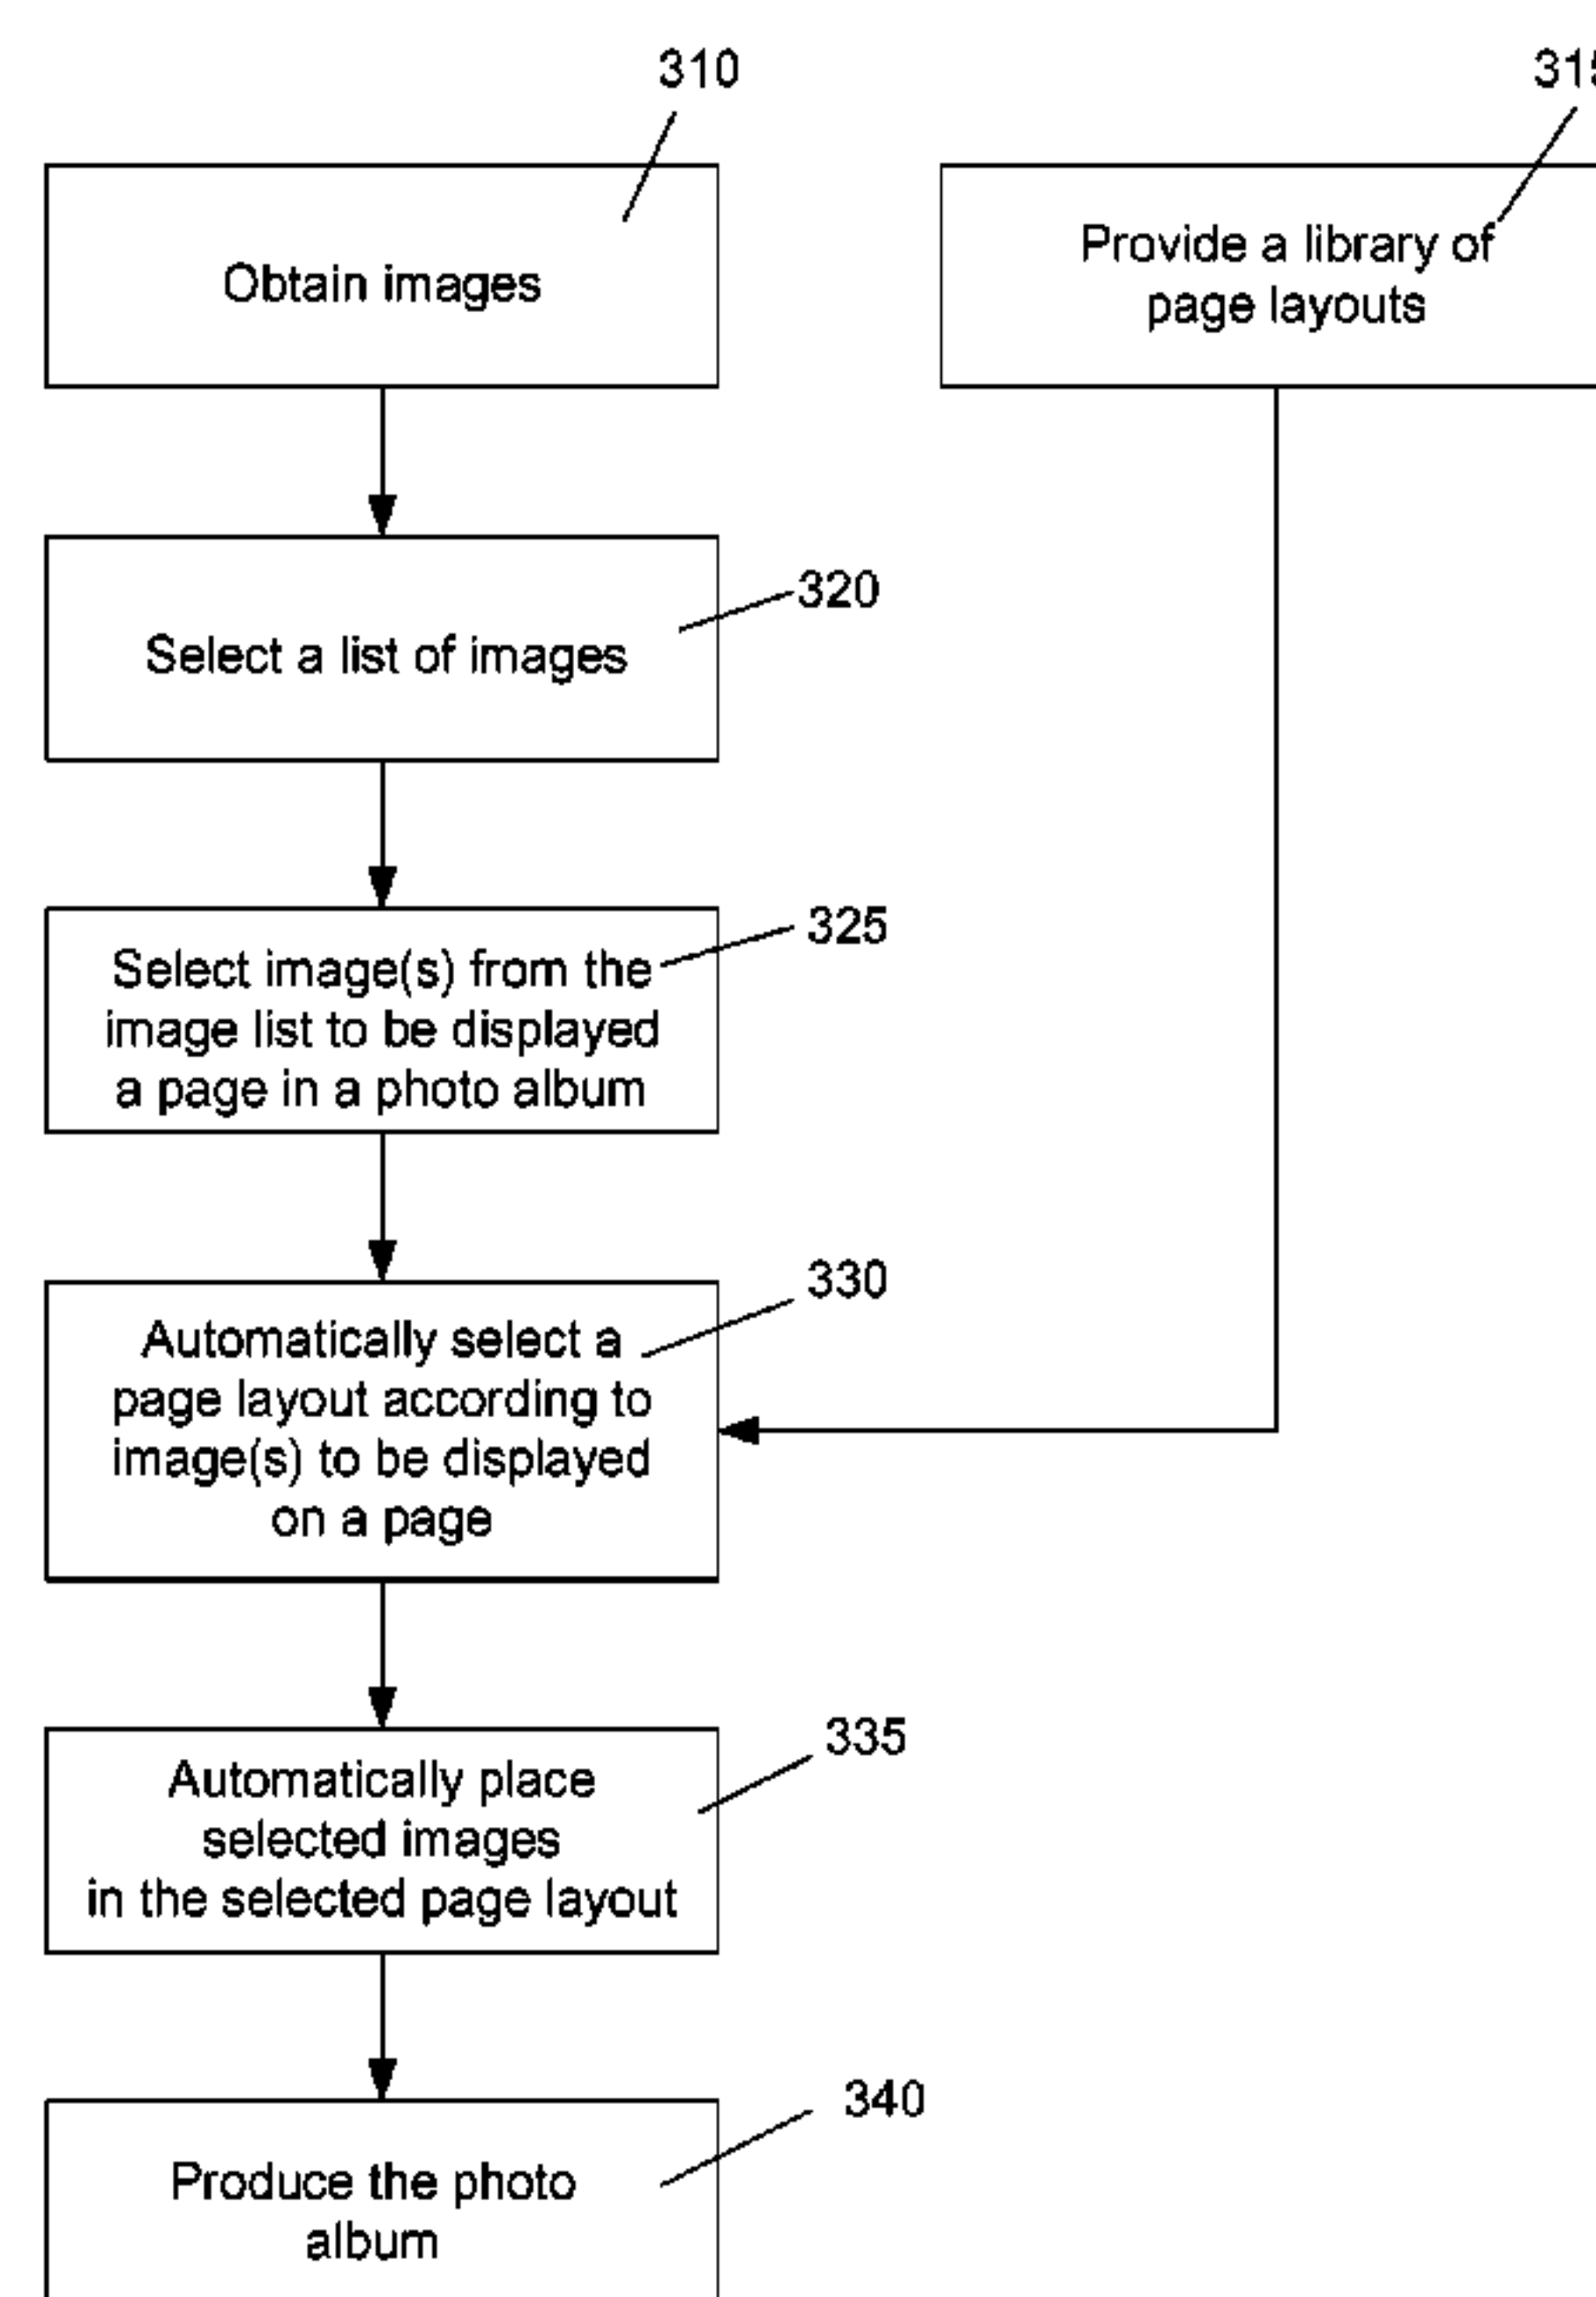 310
Obtain images
315
Provide a library of
page layouts
320
Select a list of images
325
Select image(s) from the
image list to be displayed
a page in a photo album
330
Automatically select a
page layout according to
image(s) to be displayed
on a page
335
Automatically place
selected images
in the selected page layout
340
Produce the photo
album